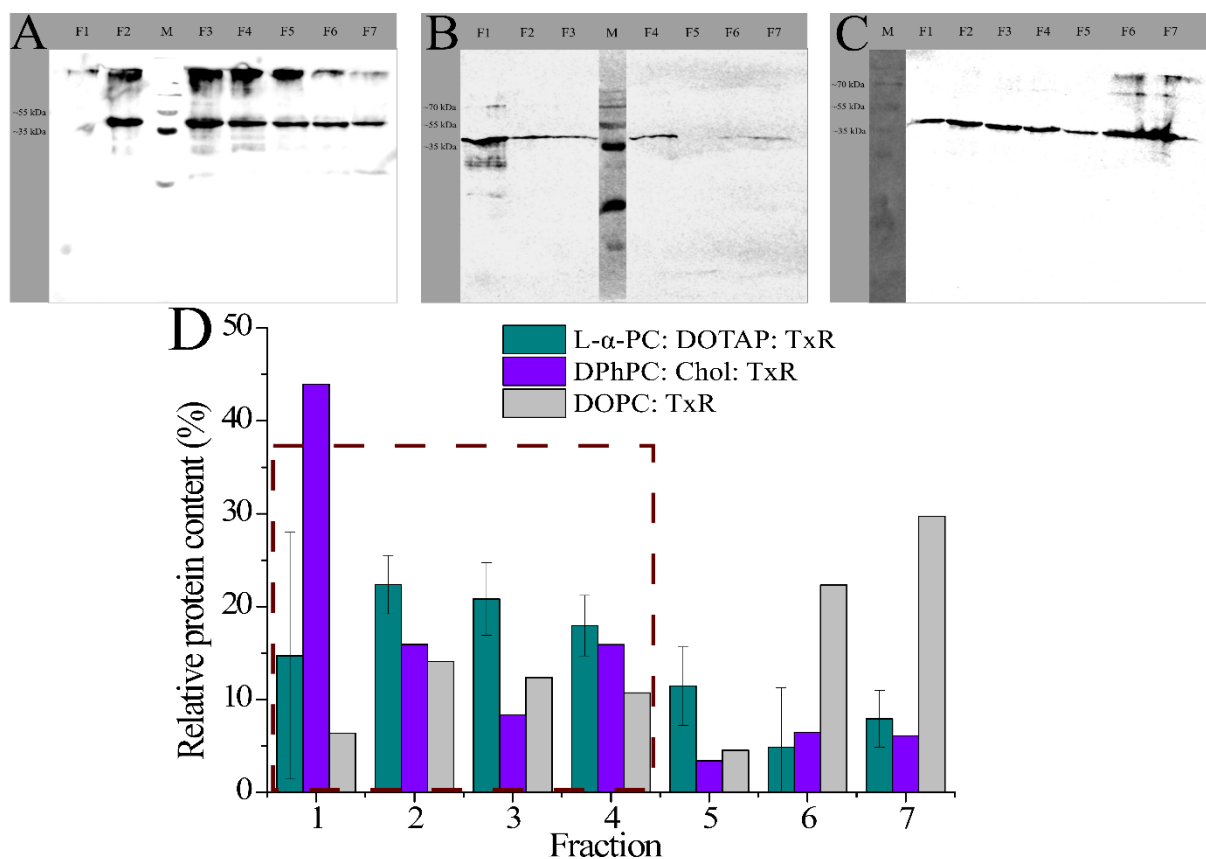 A F1 F2 M F3 F4 F5 F6 F7
~55 kDa
~35 kDa
B F1 F2 F3 M F4 F5 F6 F7
~70 kDa
~55 kDa
~35 kDa
C M F1 F2 F3 F4 F5 F6 F7
~70 kDa
~55 kDa
~35 kDa
D
L-α-PC: DOTAP: TxR
DPhPC: Chol: TxR
DOPC: TxR
Relative protein content (%)
50
40
30
20
10
0
1 2 3 4 5 6 7
Fraction